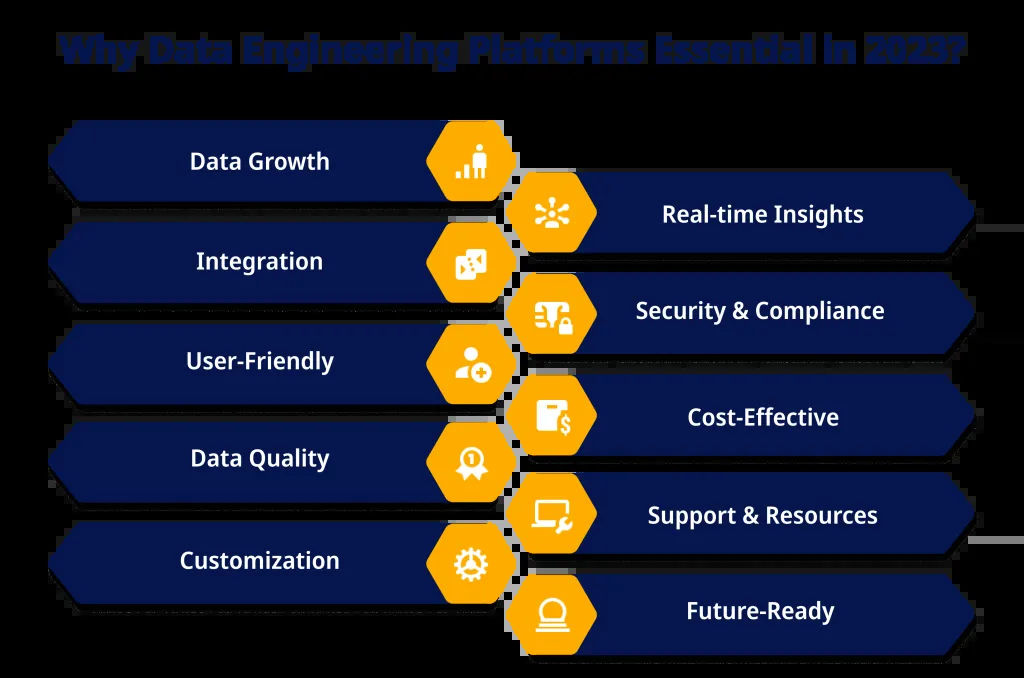 Why Data Engineering Platforms Essential in 2023?
Data Growth
Real-time Insights
Integration
Security & Compliance
User-Friendly
Cost-Effective
Data Quality
Support & Resources
Customization
Future-Ready